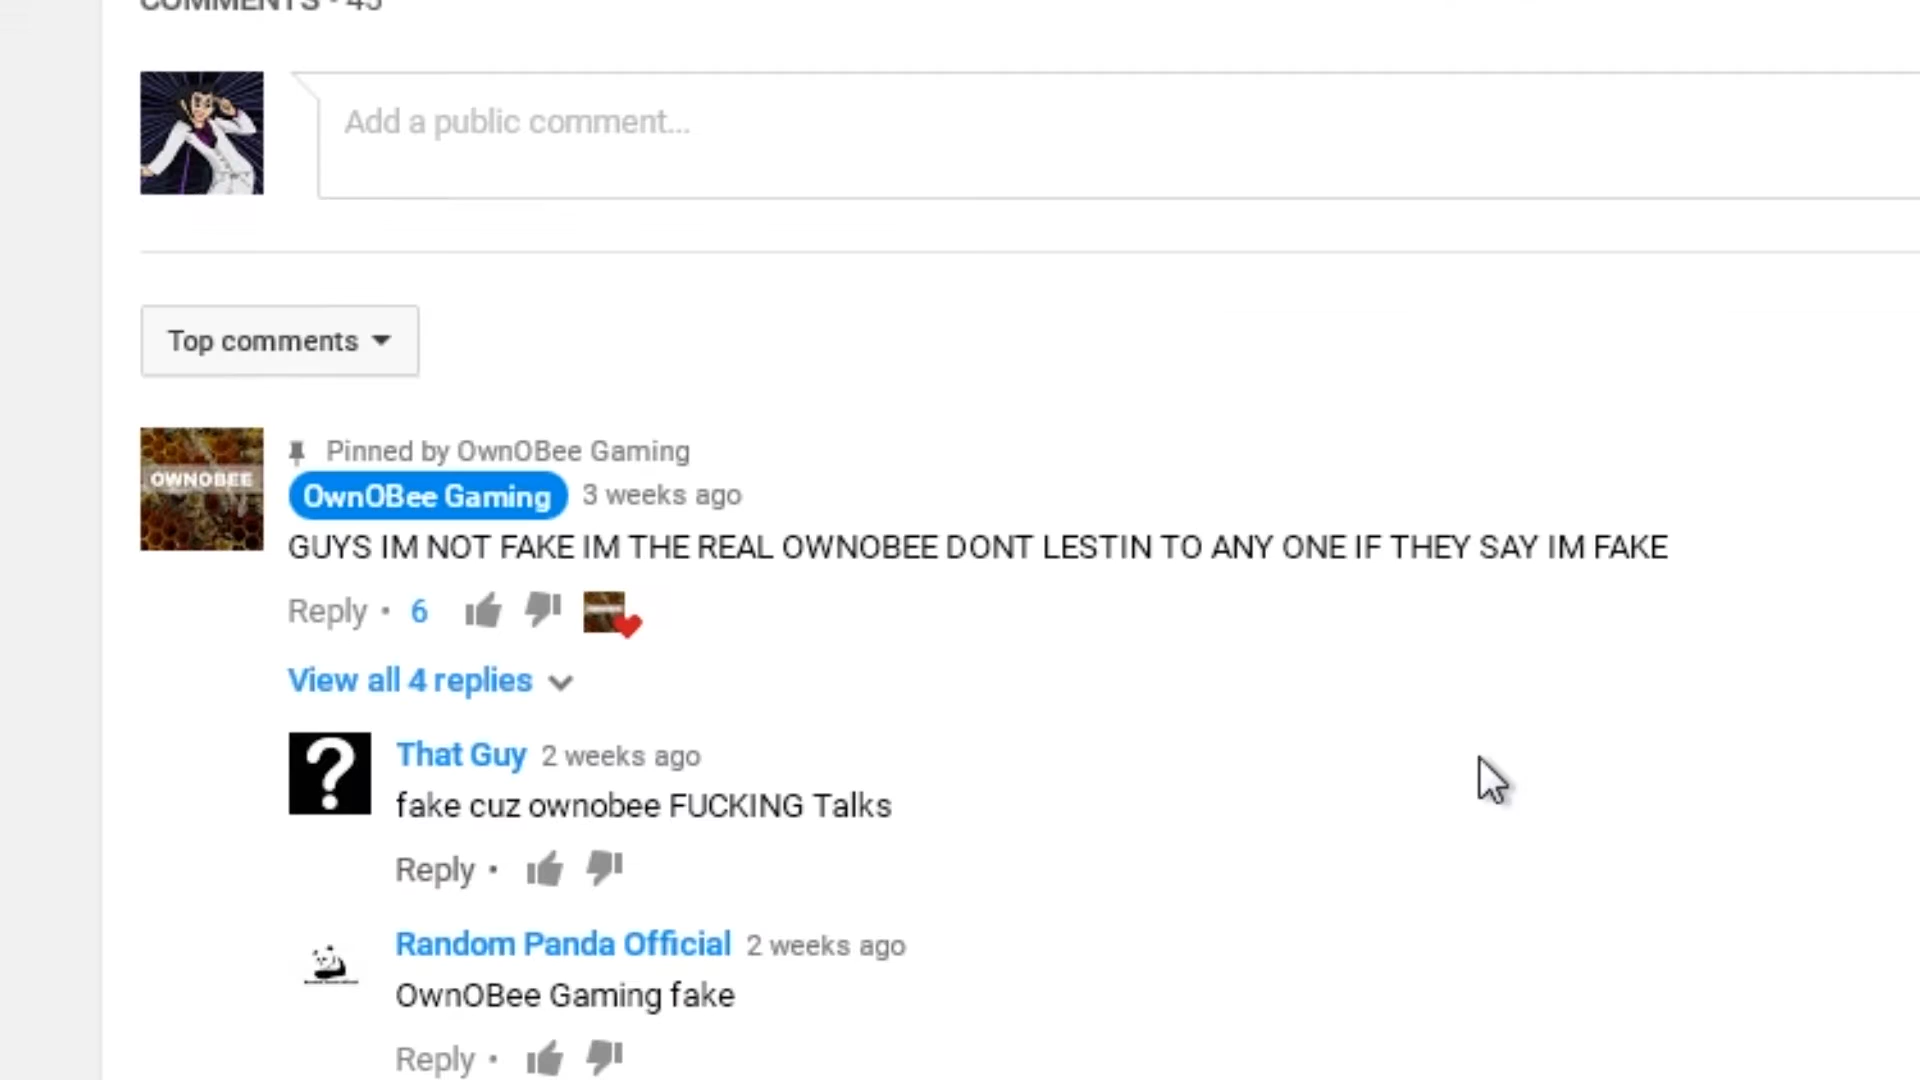 COMMENTS • 45
Add a public comment...
Top comments
OWNOBEE
Pinned by OwnOBee Gaming
OwnOBee Gaming 3 weeks ago
GUYS IM NOT FAKE IM THE REAL OWNOBEE DONT LESTIN TO ANY ONE IF THEY SAY IM FAKE
Reply • 6
View all 4 replies
?
That Guy 2 weeks ago
fake cuz ownobee FUCKING Talks
Reply •
Random Panda Official 2 weeks ago
OwnOBee Gaming fake
Reply •